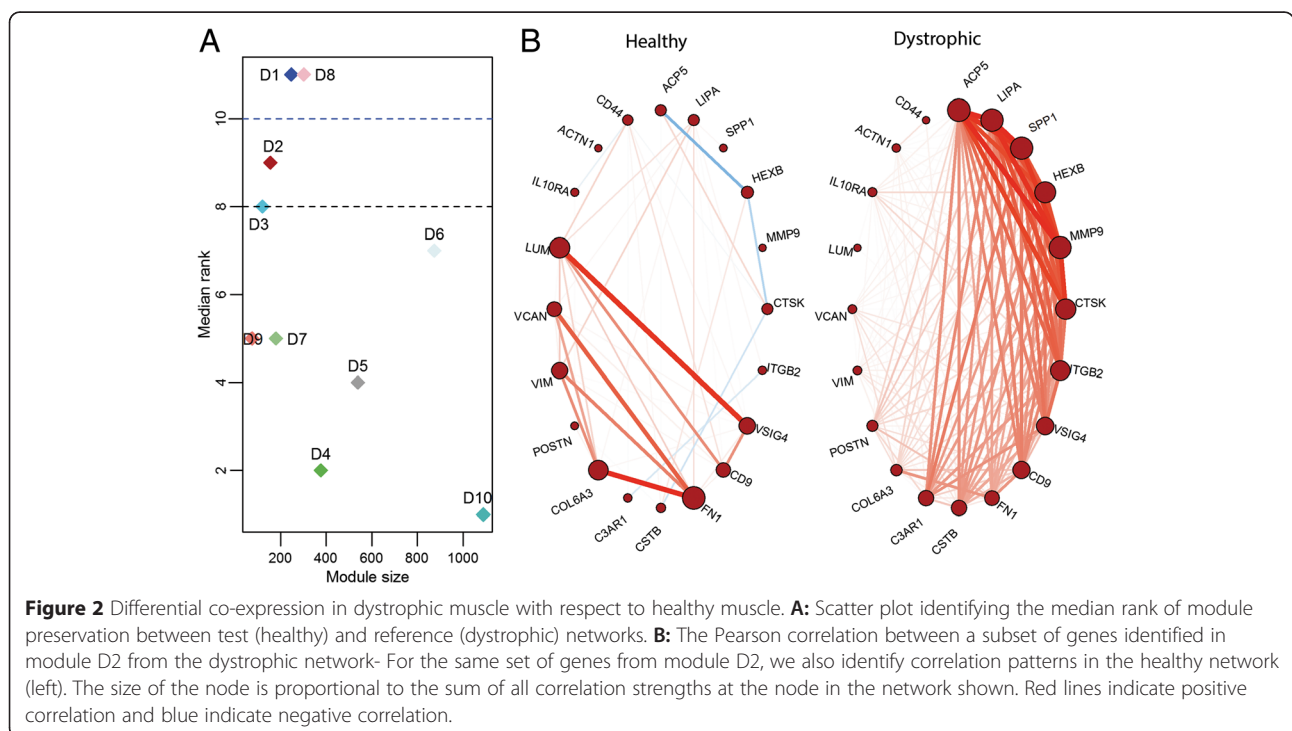 A
B
Healthy
Dystrophic
D1
D8
D2
D3
D6
D9
D7
D5
D4
D10
10
8
6
4
2
Median rank
200
400
600
800
1000
Module size
ACP5
LIPA
SPP1
HEXB
MMP9
CTSK
ITGB2
VSIG4
CD9
FN1
CSTB
C3AR1
COL6A3
POSTN
VIM
VCAN
LUM
IL10RA
ACTN1
CD44
ACP5
LIPA
SPP1
HEXB
MMP9
CTSK
ITGB2
VSIG4
CD9
FN1
CSTB
C3AR1
COL6A3
POSTN
VIM
VCAN
LUM
IL10RA
ACTN1
CD44
Figure 2 Differential co-expression in dystrophic muscle with respect to healthy muscle. A: Scatter plot identifying the median rank of module
preservation between test (healthy) and reference (dystrophic) networks. B: The Pearson correlation between a subset of genes identified in
module D2 from the dystrophic network- For the same set of genes from module D2, we also identify correlation patterns in the healthy network
(left). The size of the node is proportional to the sum of all correlation strengths at the node in the network shown. Red lines indicate positive
correlation and blue indicate negative correlation.